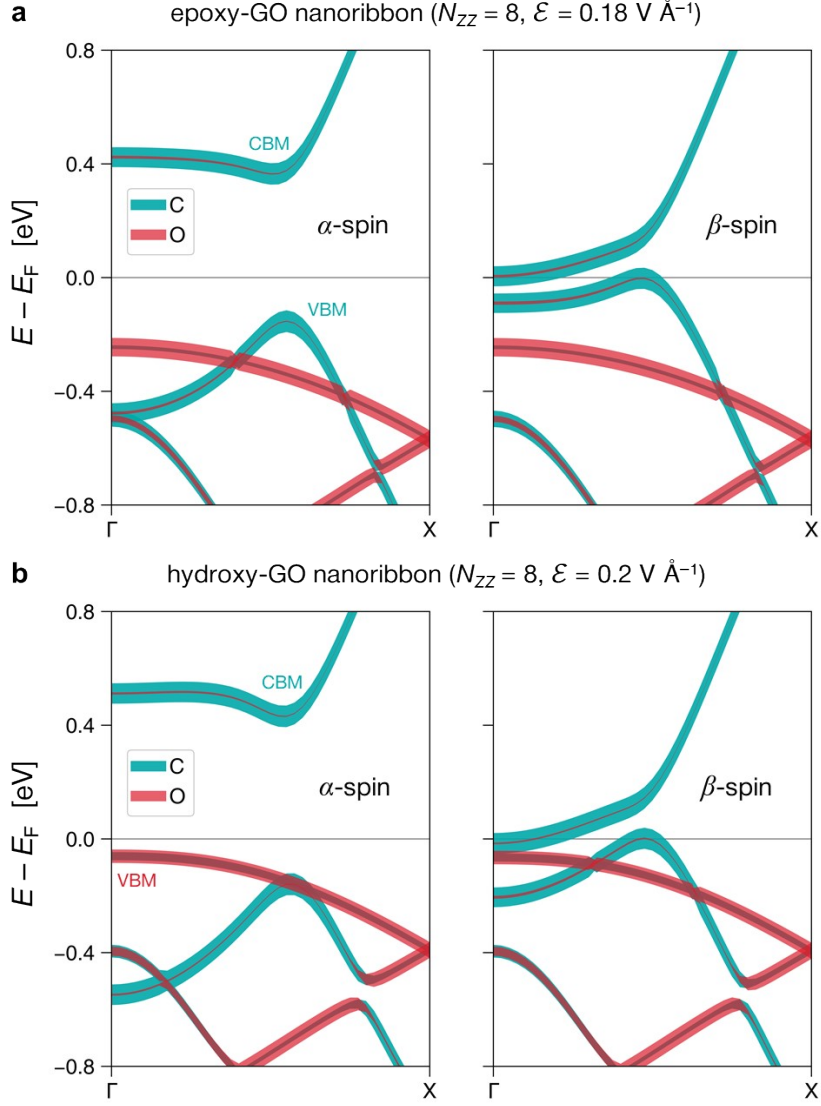 a epoxy-GO nanoribbon (N_ZZ = 8, ℰ = 0.18 V Å⁻¹)
E − E_F [eV]
0.8
0.4
0.0
−0.4
−0.8
CBM
C
O
α-spin
VBM
Γ
X
β-spin
Γ
X
b hydroxy-GO nanoribbon (N_ZZ = 8, ℰ = 0.2 V Å⁻¹)
E − E_F [eV]
0.8
0.4
0.0
−0.4
−0.8
CBM
C
O
α-spin
VBM
Γ
X
β-spin
Γ
X